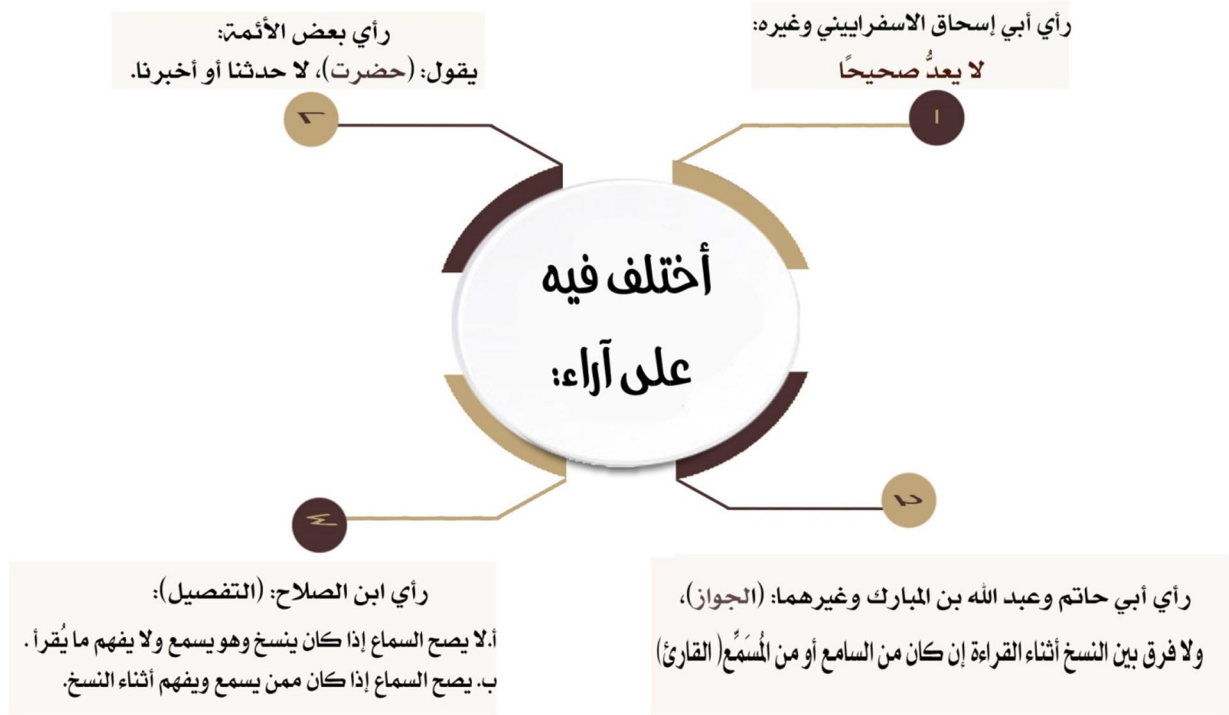 رأي أبي إسحاق الاسفراييني وغيره:
لا يعدُّ صحيحًا
١
رأي بعض الأئمة:
يقول: (حضرت)، لا حدثنا أو أخبرنا.
أختلف فيه
على آراء:
رأي أبي حاتم وعبد الله بن المبارك وغيرهما: (الجواز)،
ولا فرق بين النسخ أثناء القراءة إن كان من السامع أو من المُسَمِّع( القارئ)
رأي ابن الصلاح: (التفصيل):
أ.لا يصح السماع إذا كان ينسخ وهو يسمع ولا يفهم ما يُقرأ .
ب. يصح السماع إذا كان ممن يسمع ويفهم أثناء النسخ.